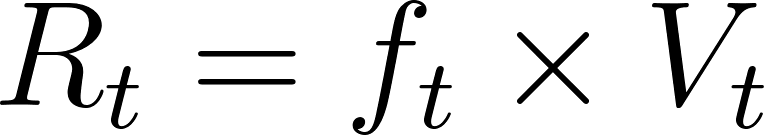 R_t = f_t × V_t